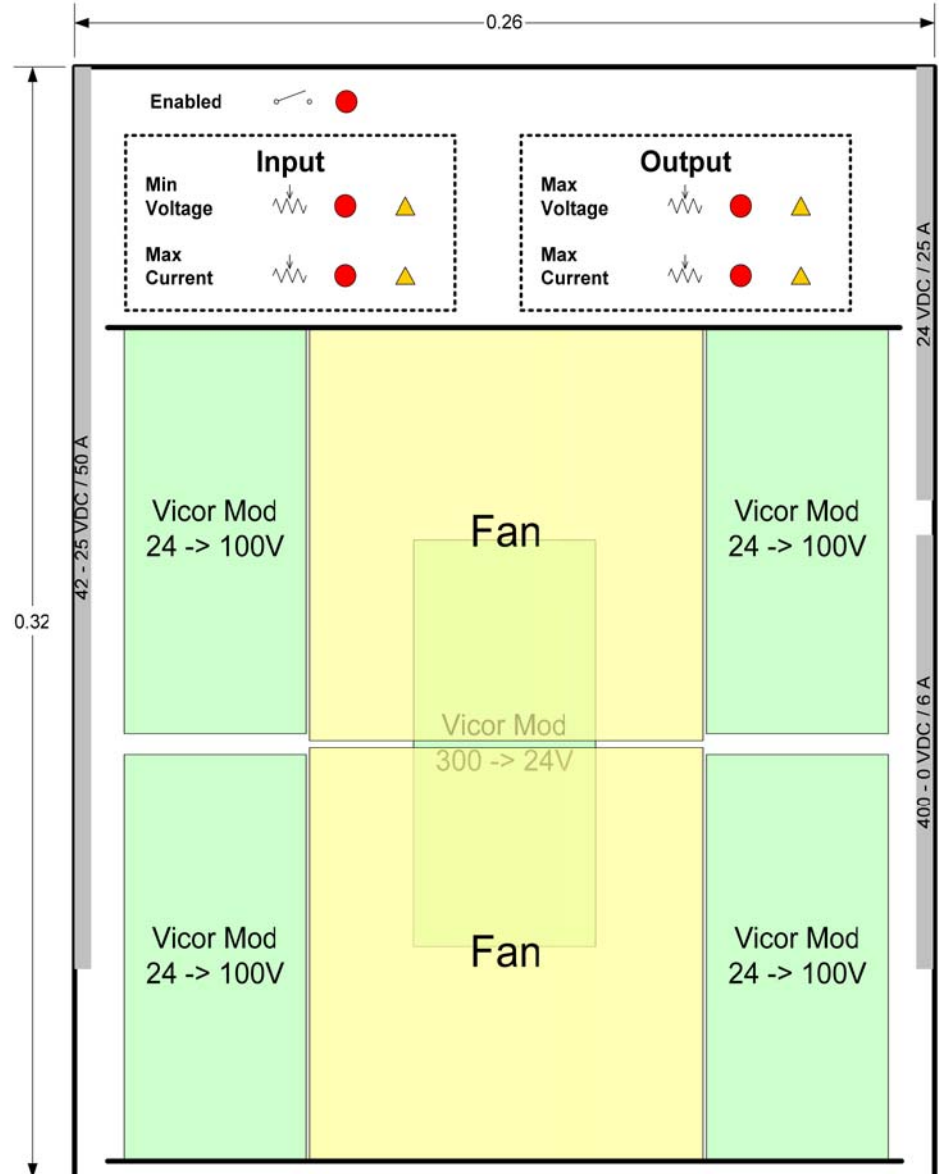 0.26
Enabled
Input
Min
Voltage
Max
Current
Output
Max
Voltage
Max
Current
24 VDC / 25 A
42 - 25 VDC / 50 A
Vicor Mod
24 -> 100V
Fan
Vicor Mod
24 -> 100V
0.32
Vicor Mod
300 -> 24V
400 - 0 VDC / 6 A
Vicor Mod
24 -> 100V
Fan
Vicor Mod
24 -> 100V